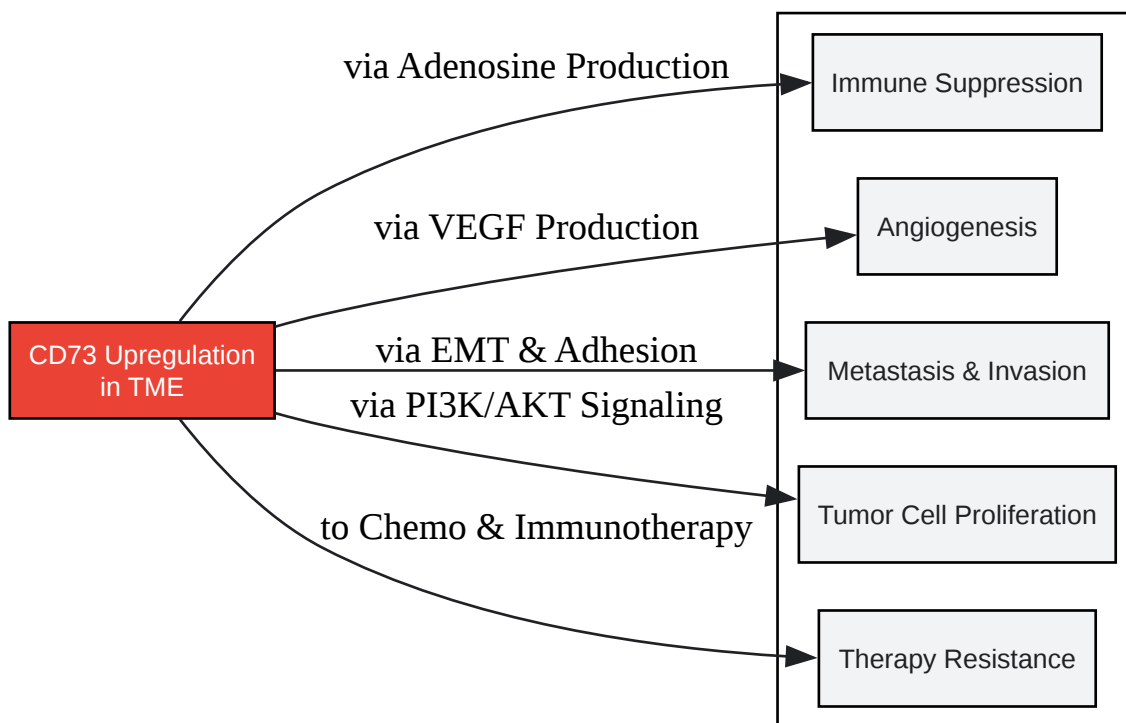 via Adenosine Production
Immune Suppression
via VEGF Production
Angiogenesis
CD73 Upregulation
in TME
via EMT & Adhesion
Metastasis & Invasion
via PI3K/AKT Signaling
Tumor Cell Proliferation
to Chemo & Immunotherapy
Therapy Resistance